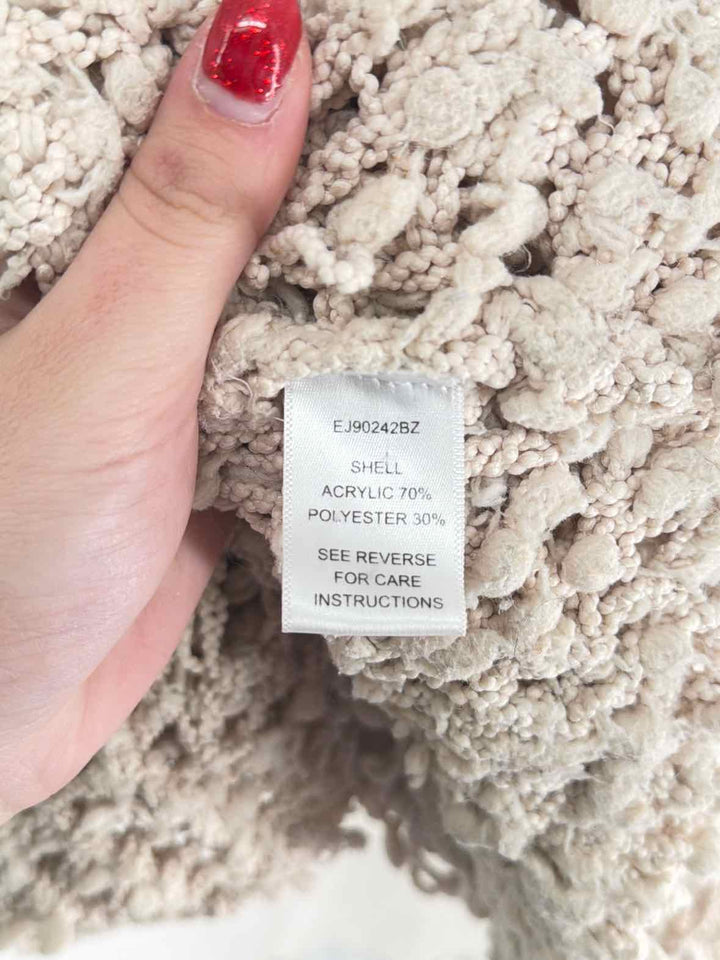 EJ90242BZ
SHELL
ACRYLIC 70%
POLYESTER 30%
SEE REVERSE
FOR CARE
INSTRUCTIONS